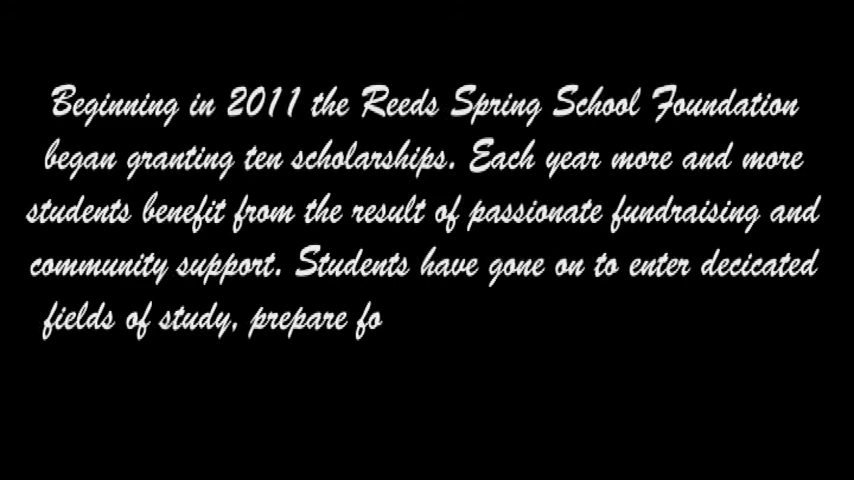 Beginning in 2011 the Reeds Spring School Foundation
began granting ten scholarships. Each year more and more
students benefit from the result of passionate fundraising and
community support. Students have gone on to enter decicated
fields of study, prepare fo